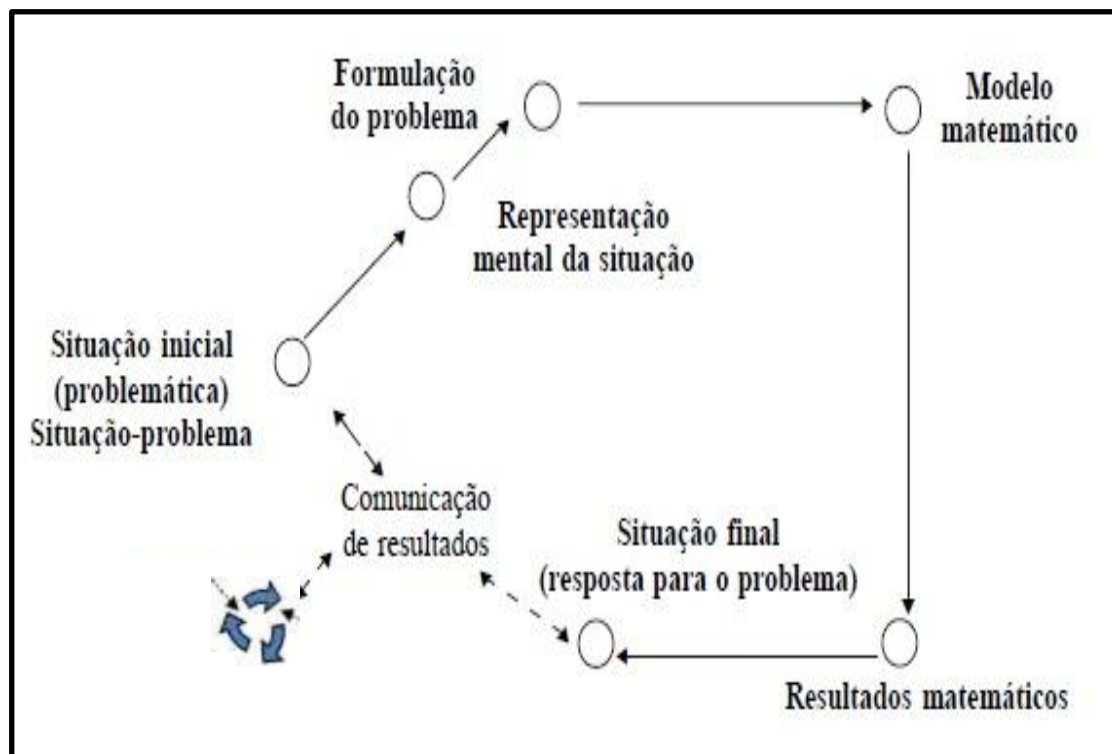 Formulação
do problema
Modelo
matemático
Representação
mental da situação
Situação inicial
(problemática)
Situação-problema
Comunicação
de resultados
Situação final
(resposta para o problema)
Resultados matemáticos